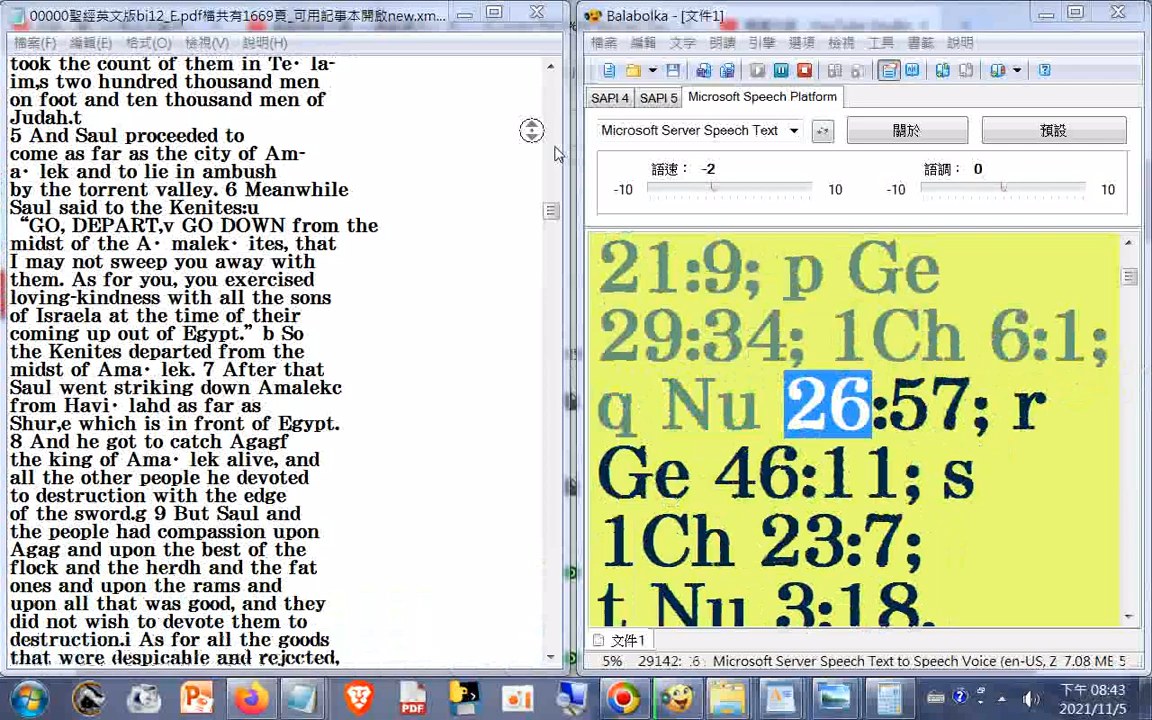 00000聖經英文版bi12_E.pdf檔共有1669頁_可用記事本開啟new.xm...
檔案(F) 編輯(E) 格式(O) 檢視(V) 說明(H)
took the count of them in Te·la-
im,s two hundred thousand men
on foot and ten thousand men of
Judah.t
5 And Saul proceeded to
come as far as the city of Am-
a·lek and to lie in ambush
by the torrent valley. 6 Meanwhile
Saul said to the Kenites:u
“GO, DEPART,v GO DOWN from the
midst of the A·malek·ites, that
I may not sweep you away with
them. As for you, you exercised
loving-kindness with all the sons
of Israela at the time of their
coming up out of Egypt.” b So
the Kenites departed from the
midst of Ama·lek. 7 After that
Saul went striking down Amalekc
from Havi·lahd as far as
Shur,e which is in front of Egypt.
8 And he got to catch Agagf
the king of Ama·lek alive, and
all the other people he devoted
to destruction with the edge
of the sword.g 9 But Saul and
the people had compassion upon
Agag and upon the best of the
flock and the herdh and the fat
ones and upon the rams and
upon all that was good, and they
did not wish to devote them to
destruction.i As for all the goods
that were despicable and rejected,
Balabolka - [文件1]
檔案 編輯 文字 朗讀 引擎 選項 檢視 工具 書籤 說明
SAPI 4 SAPI 5 Microsoft Speech Platform
Microsoft Server Speech Text 關於 預設
語速: -2 語調: 0
-10 10 -10 10
21:9; p Ge
29:34; 1Ch 6:1;
q Nu 26:57; r
Ge 46:11; s
1Ch 23:7;
t Nu 3:18.
文件1
5% 29142: Microsoft Server Speech Text to Speech Voice (en-US, Z 7.08 MB 5
PDF
下午 08:43
2021/11/5